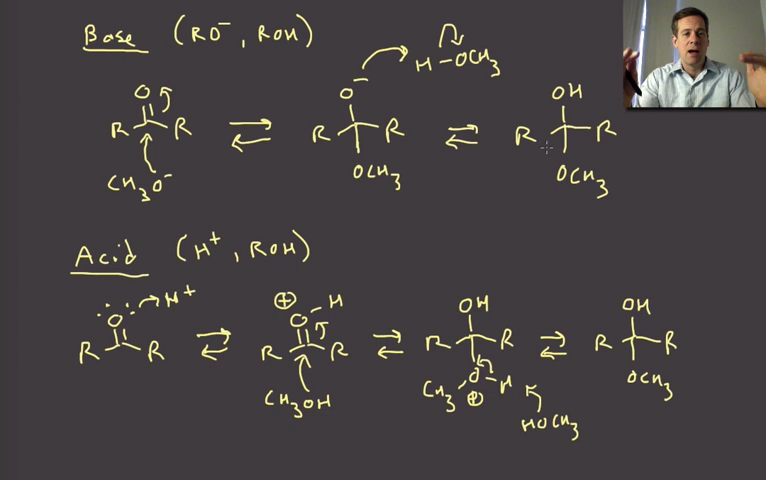 Base (RO⁻, ROH)
O O⁻ H-OCH₃ OH
R R R R R R
CH₃O⁻ OCH₃ OCH₃
Acid (H⁺, ROH)
O H⁺ ⊕ O-H OH OH
R R R R R R R R
CH₃OH CH₃ O-H ⊕ OCH₃
HOCH₃